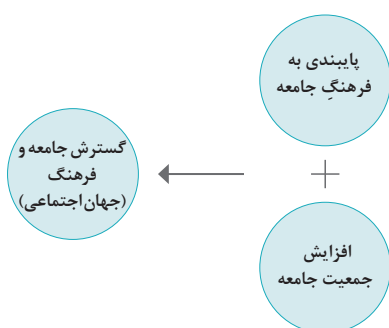 پایبندی به
فرهنگِ جامعه
+
افزایش
جمعیت جامعه
گسترش جامعه و
فرهنگ
(جهان اجتماعی)